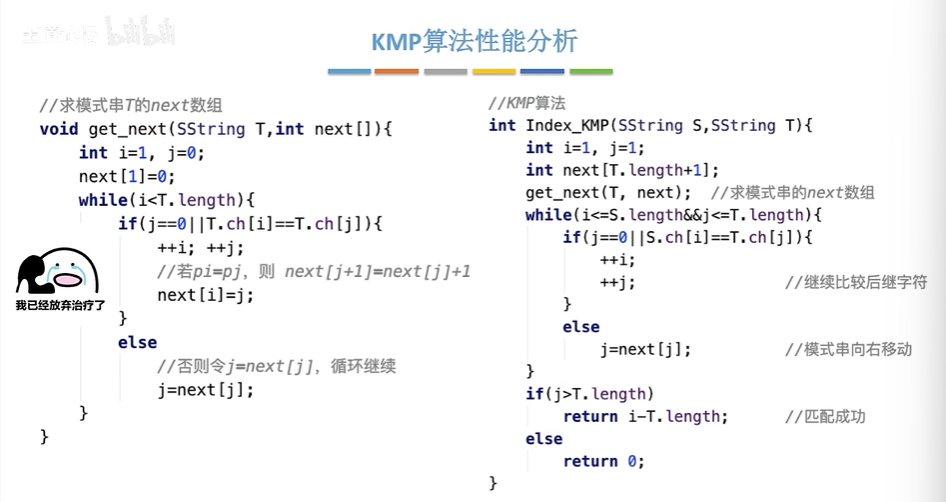 bilibili
KMP算法性能分析
//求模式串T的next数组
void get_next(SString T,int next[]){
int i=1, j=0;
next[1]=0;
while(i<T.length){
if(j==0||T.ch[i]==T.ch[j]){
++i; ++j;
//若pi=pj，则 next[j+1]=next[j]+1
next[i]=j;
}
else
//否则令j=next[j]，循环继续
j=next[j];
}
}
我已经放弃治疗了
//KMP算法
int Index_KMP(SString S,SString T){
int i=1, j=1;
int next[T.length+1];
get_next(T, next); //求模式串的next数组
while(i<=S.length&&j<=T.length){
if(j==0||S.ch[i]==T.ch[j]){
++i;
++j; //继续比较后继字符
}
else
j=next[j]; //模式串向右移动
}
if(j>T.length)
return i-T.length; //匹配成功
else
return 0;
}